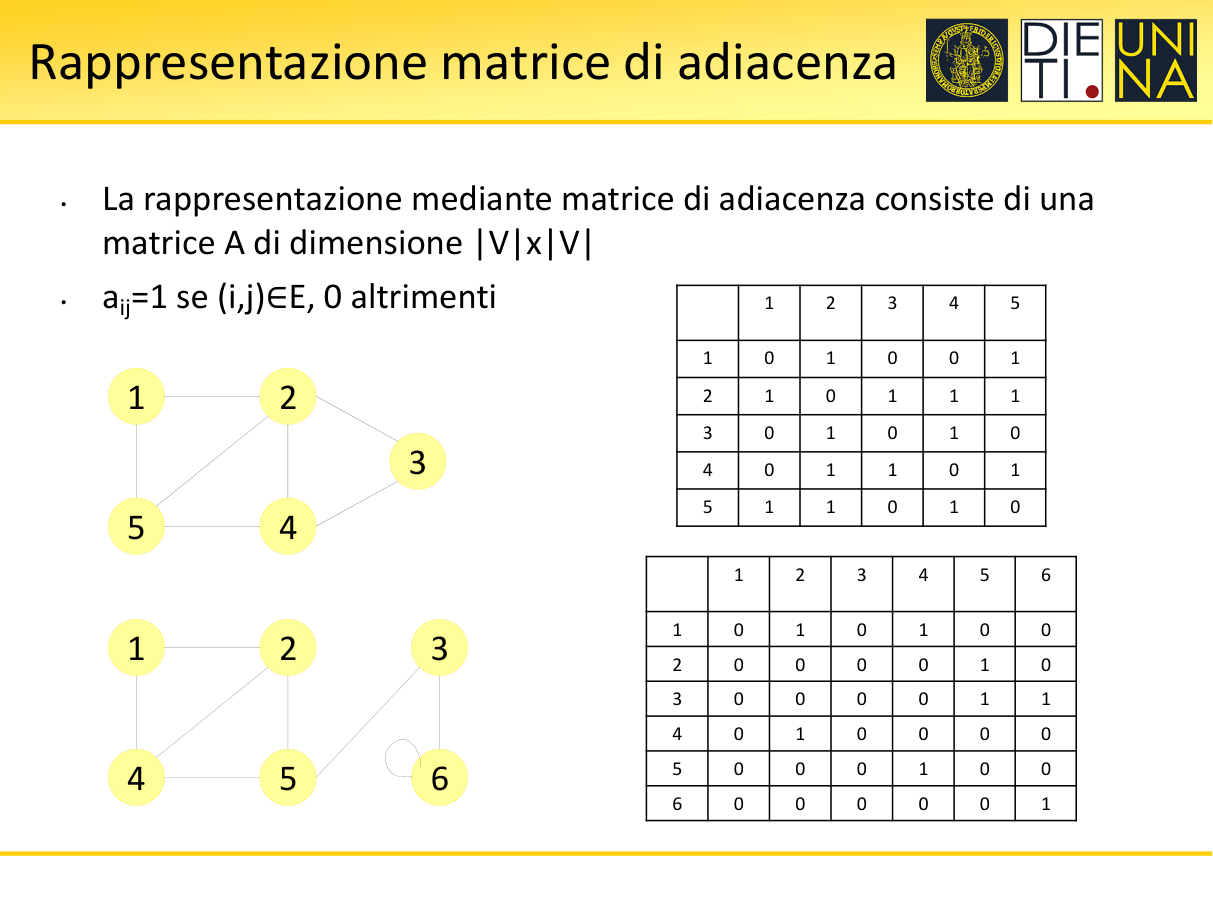 Rappresentazione matrice di adiacenza
DIE
TI.
UNI
NA
• La rappresentazione mediante matrice di adiacenza consiste di una
matrice A di dimensione |V|x|V|
• aij=1 se (i,j)∈E, 0 altrimenti
1 2
3
5 4
1 2 3 4 5
1 0 1 0 0 1
2 1 0 1 1 1
3 0 1 0 1 0
4 0 1 1 0 1
5 1 1 0 1 0
1 2 3
4 5 6
1 2 3 4 5 6
1 0 1 0 1 0 0
2 0 0 0 0 1 0
3 0 0 0 0 1 1
4 0 1 0 0 0 0
5 0 0 0 1 0 0
6 0 0 0 0 0 1